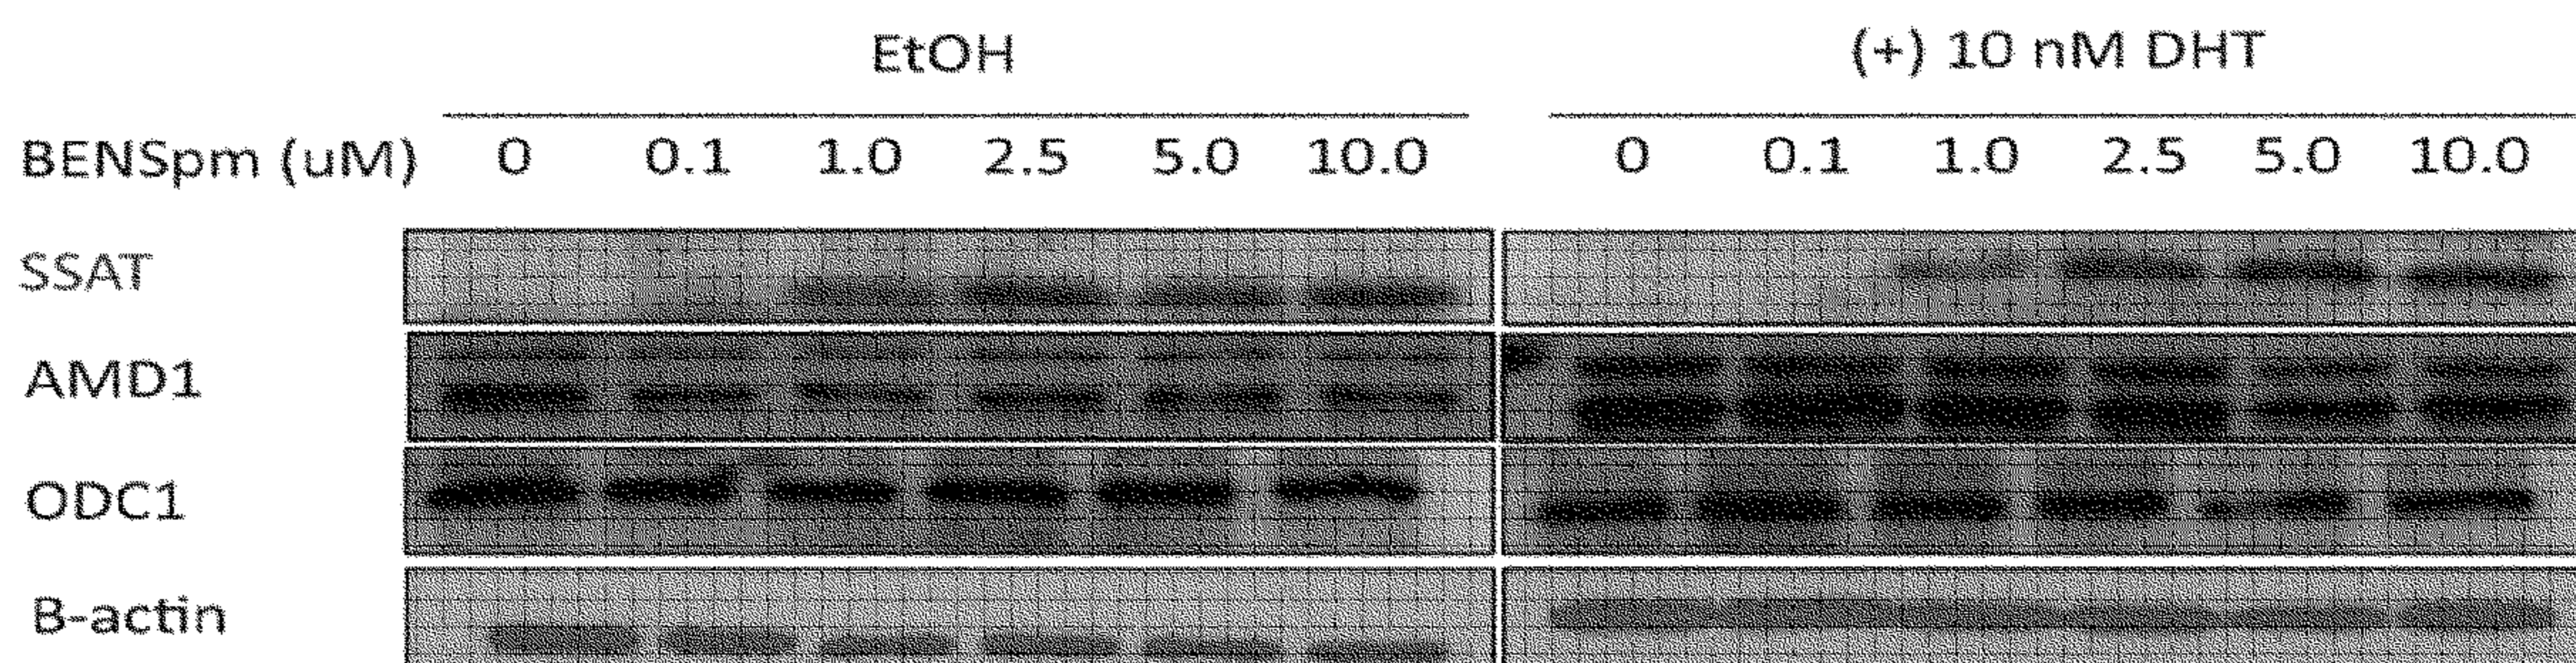 EtOH (+) 10 nM DHT
BENSpm (uM) 0 0.1 1.0 2.5 5.0 10.0 0 0.1 1.0 2.5 5.0 10.0
SSAT
AMD1
ODC1
B-actin